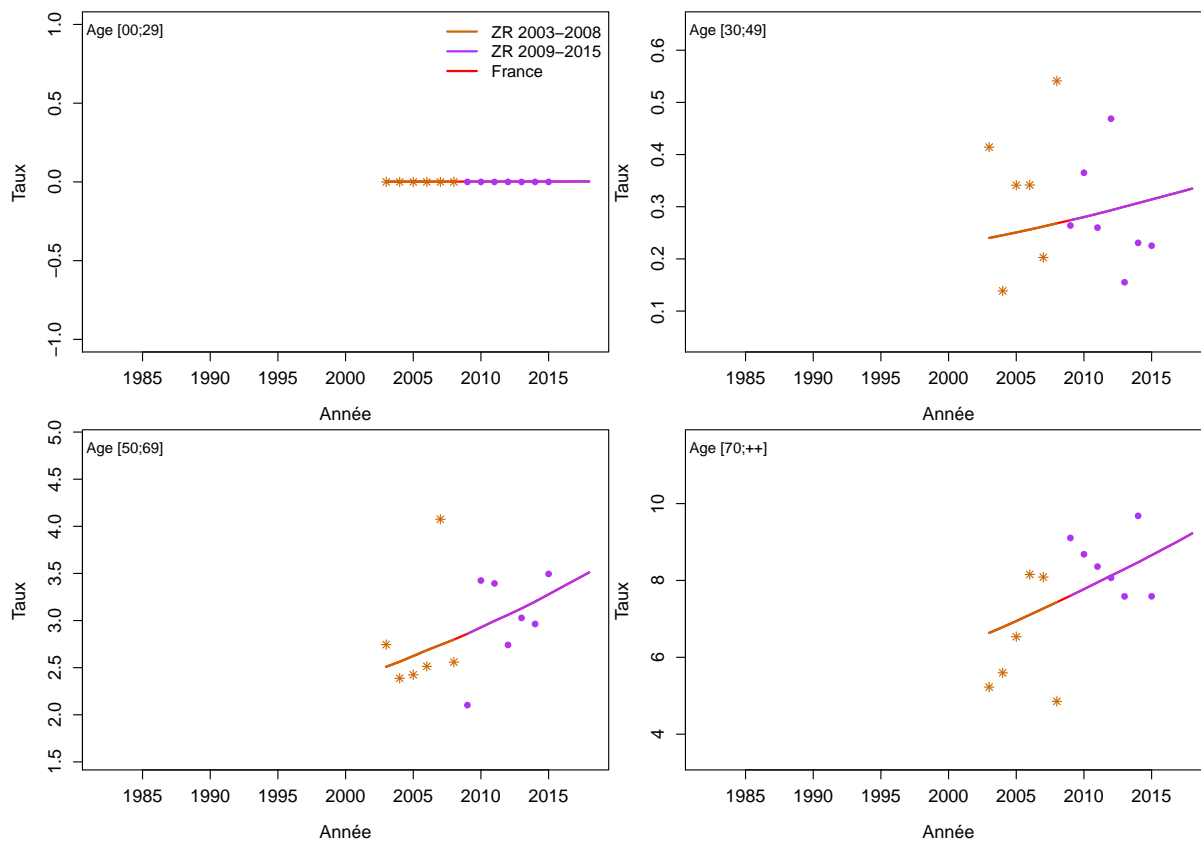 Age [00;29]
ZR 2003−2008
ZR 2009−2015
France
Taux
1.0
0.5
0.0
−0.5
−1.0
1985 1990 1995 2000 2005 2010 2015
Année
Age [30;49]
Taux
0.6
0.5
0.4
0.3
0.2
0.1
1985 1990 1995 2000 2005 2010 2015
Année
Age [50;69]
Taux
5.0
4.5
4.0
3.5
3.0
2.5
2.0
1.5
1985 1990 1995 2000 2005 2010 2015
Année
Age [70;++]
Taux
10
8
6
4
1985 1990 1995 2000 2005 2010 2015
Année